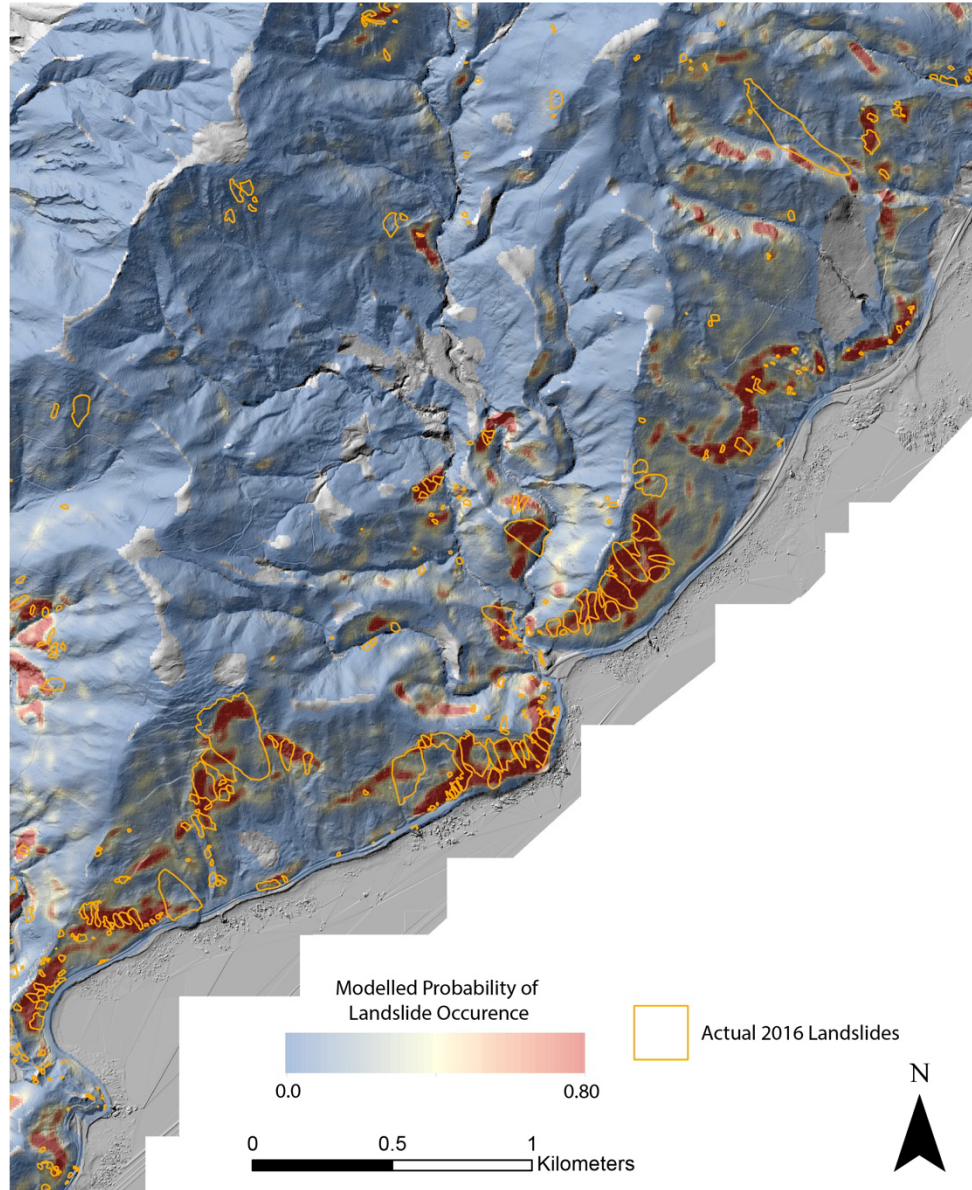 Modelled Probability of
Landslide Occurence
0.0 0.80
Actual 2016 Landslides
N
0 0.5 1
Kilometers